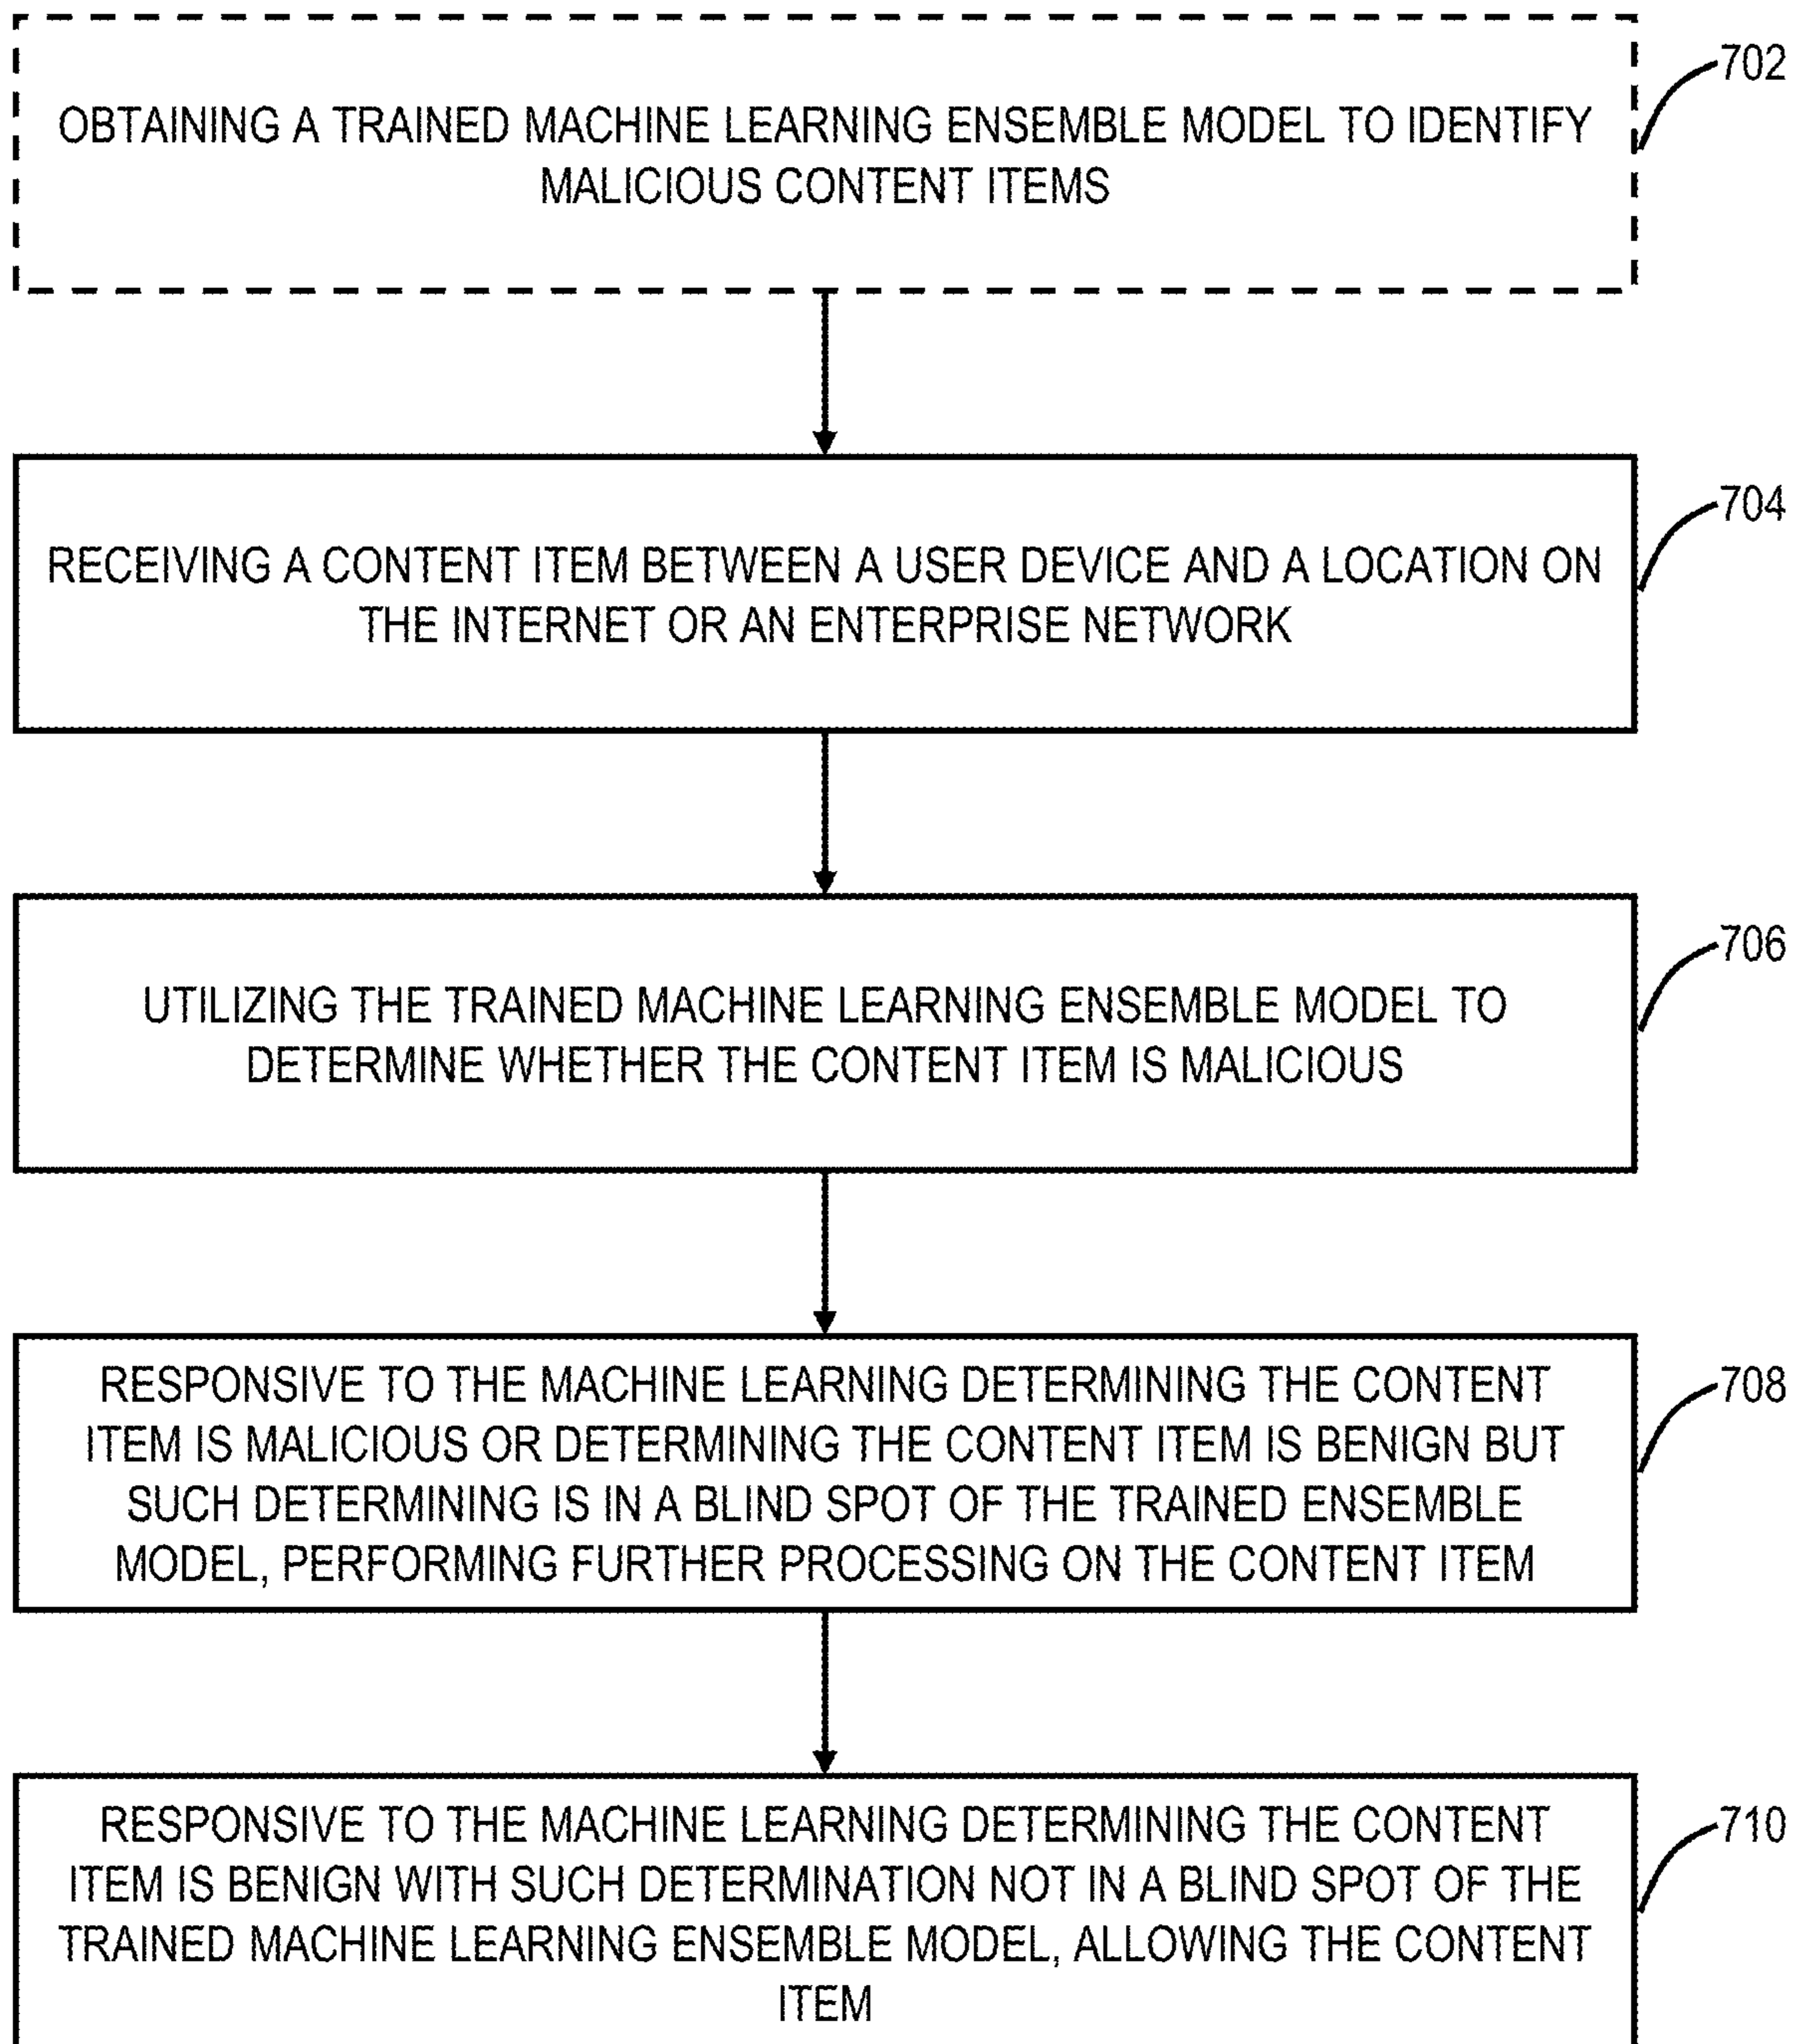 OBTAINING A TRAINED MACHINE LEARNING ENSEMBLE MODEL TO IDENTIFY
MALICIOUS CONTENT ITEMS
702
RECEIVING A CONTENT ITEM BETWEEN A USER DEVICE AND A LOCATION ON
THE INTERNET OR AN ENTERPRISE NETWORK
704
UTILIZING THE TRAINED MACHINE LEARNING ENSEMBLE MODEL TO
DETERMINE WHETHER THE CONTENT ITEM IS MALICIOUS
706
RESPONSIVE TO THE MACHINE LEARNING DETERMINING THE CONTENT
ITEM IS MALICIOUS OR DETERMINING THE CONTENT ITEM IS BENIGN BUT
SUCH DETERMINING IS IN A BLIND SPOT OF THE TRAINED ENSEMBLE
MODEL, PERFORMING FURTHER PROCESSING ON THE CONTENT ITEM
708
RESPONSIVE TO THE MACHINE LEARNING DETERMINING THE CONTENT
ITEM IS BENIGN WITH SUCH DETERMINATION NOT IN A BLIND SPOT OF THE
TRAINED MACHINE LEARNING ENSEMBLE MODEL, ALLOWING THE CONTENT
ITEM
710